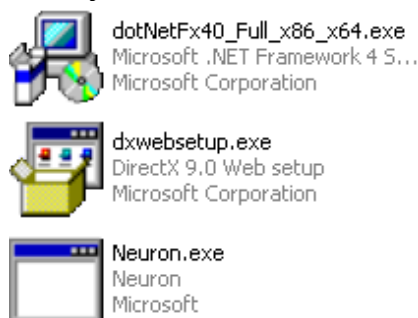 dotNetFx40_Full_x86_x64.exe
Microsoft .NET Framework 4 S...
Microsoft Corporation
dxwebsetup.exe
DirectX 9.0 Web setup
Microsoft Corporation
Neuron.exe
Neuron
Microsoft